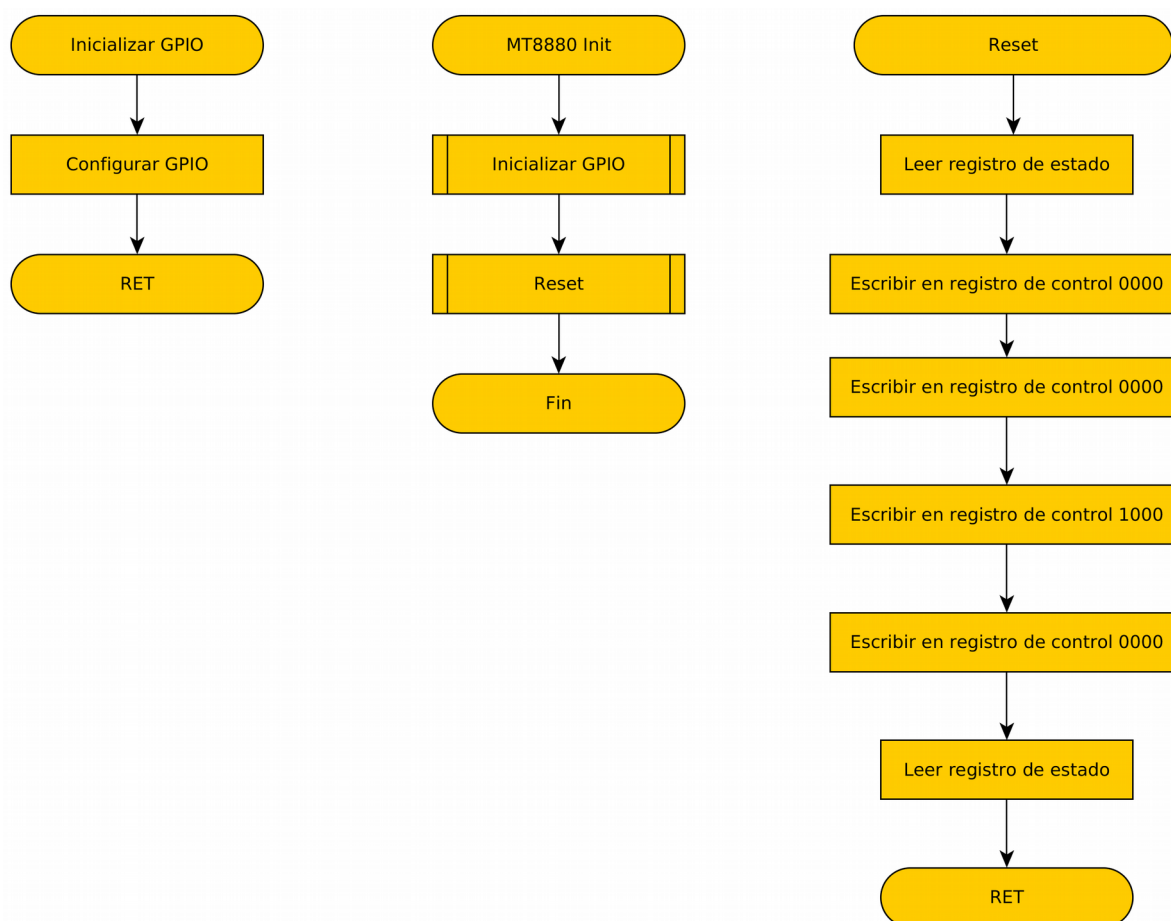 Inicializar GPIO
Configurar GPIO
RET
MT8880 Init
Inicializar GPIO
Reset
Fin
Reset
Leer registro de estado
Escribir en registro de control 0000
Escribir en registro de control 0000
Escribir en registro de control 1000
Escribir en registro de control 0000
Leer registro de estado
RET